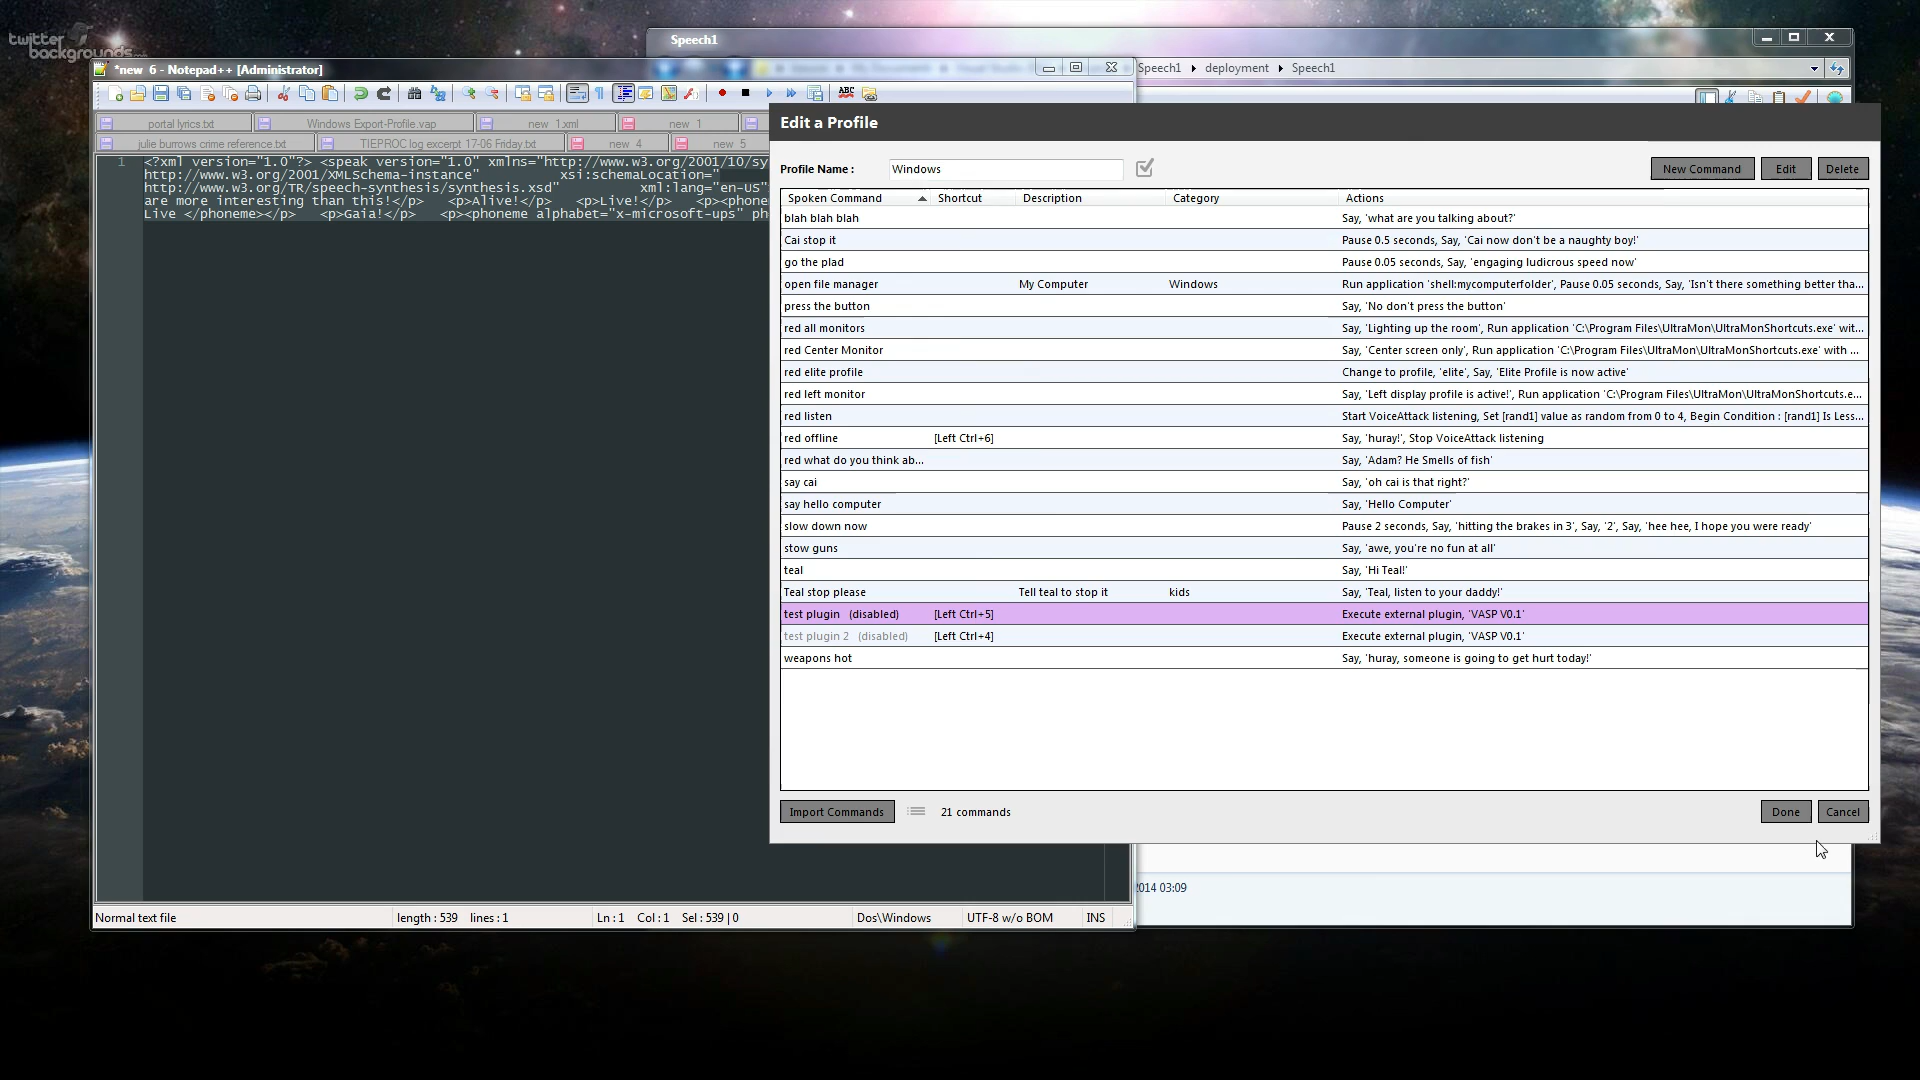 twitter
backgrounds
Speech1
*new 6 - Notepad++ [Administrator]
Speech1 deployment Speech1
portal lyrics.txt Windows Export-Profile.vap new 1.xml new 1
julie burrows crime reference.txt TIEPROC log excerpt 17-06 Friday.txt new 4 new 5
1 <?xml version="1.0"?> <speak version="1.0" xmlns="http://www.w3.org/2001/10/sy
http://www.w3.org/2001/XMLSchema-instance" xsi:schemaLocation="
http://www.w3.org/TR/speech-synthesis/synthesis.xsd" xml:lang="en-US"
are more interesting than this!</p> <p>Alive!</p> <p>Live!</p> <p><phone
Live </phoneme></p> <p>Gaia!</p> <p><phoneme alphabet="x-microsoft-ups" ph
Edit a Profile
Profile Name : Windows New Command Edit Delete
Spoken Command Shortcut Description Category Actions
blah blah blah Say, 'what are you talking about?'
Cai stop it Pause 0.5 seconds, Say, 'Cai now don't be a naughty boy!'
go the plad Pause 0.05 seconds, Say, 'engaging ludicrous speed now'
open file manager My Computer Windows Run application 'shell:mycomputerfolder', Pause 0.05 seconds, Say, 'Isn't there something better tha...
press the button Say, 'No don't press the button'
red all monitors Say, 'Lighting up the room', Run application 'C:\Program Files\UltraMon\UltraMonShortcuts.exe' wit...
red Center Monitor Say, 'Center screen only', Run application 'C:\Program Files\UltraMon\UltraMonShortcuts.exe' with ...
red elite profile Change to profile, 'elite', Say, 'Elite Profile is now active'
red left monitor Say, 'Left display profile is active!', Run application 'C:\Program Files\UltraMon\UltraMonShortcuts.e...
red listen Start VoiceAttack listening, Set [rand1] value as random from 0 to 4, Begin Condition : [rand1] Is Less...
red offline [Left Ctrl+6] Say, 'huray!', Stop VoiceAttack listening
red what do you think ab... Say, 'Adam? He Smells of fish'
say cai Say, 'oh cai is that right?'
say hello computer Say, 'Hello Computer'
slow down now Pause 2 seconds, Say, 'hitting the brakes in 3', Say, '2', Say, 'hee hee, I hope you were ready'
stow guns Say, 'awe, you're no fun at all'
teal Say, 'Hi Teal!'
Teal stop please Tell teal to stop it kids Say, 'Teal, listen to your daddy!'
test plugin (disabled) [Left Ctrl+5] Execute external plugin, 'VASP V0.1'
test plugin 2 (disabled) [Left Ctrl+4] Execute external plugin, 'VASP V0.1'
weapons hot Say, 'huray, someone is going to get hurt today!'
Import Commands 21 commands Done Cancel
2014 03:09
Normal text file length : 539 lines : 1 Ln : 1 Col : 1 Sel : 539 | 0 Dos\Windows UTF-8 w/o BOM INS